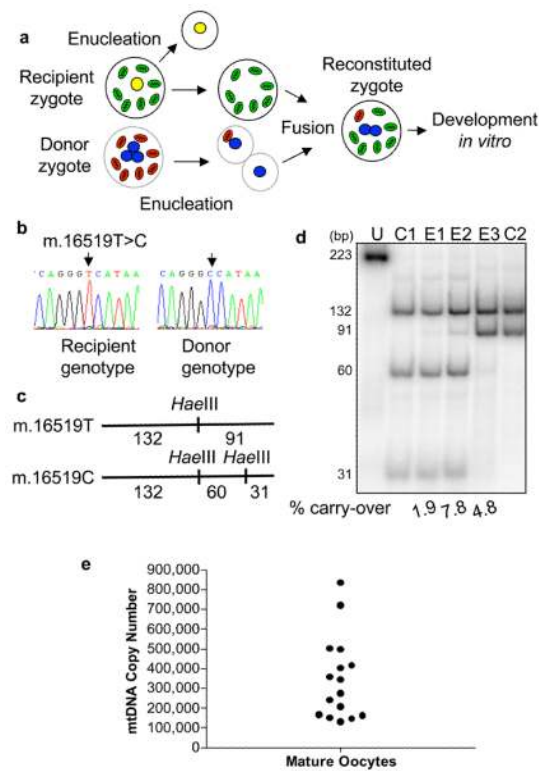 a
Enucleation
Recipient zygote
Reconstituted zygote
Fusion
Development in vitro
Donor zygote
Enucleation
b
m.16519T>C
CAGGGTCATAA
CAGGGCCATAA
Recipient genotype
Donor genotype
c
HaeIII
m.16519T
132 91
HaeIII HaeIII
m.16519C
132 60 31
d
(bp) U C1 E1 E2 E3 C2
223
132
91
60
31
% carry-over 1.9 7.8 4.8
e
mtDNA Copy Number
900,000
800,000
700,000
600,000
500,000
400,000
300,000
200,000
100,000
0
Mature Oocytes